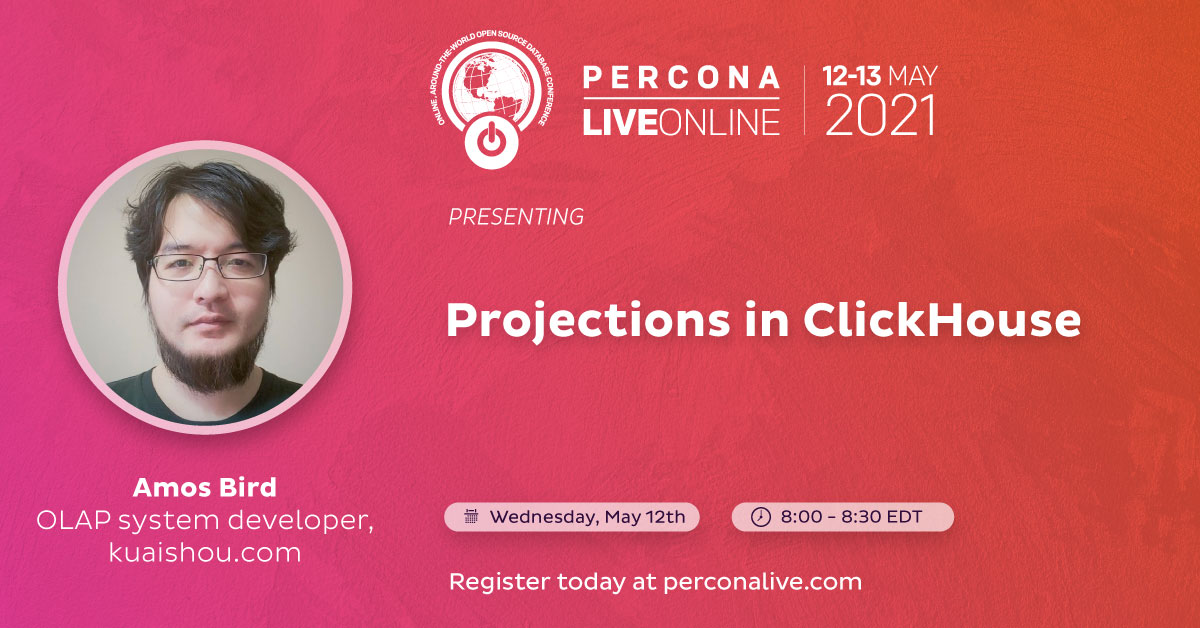 ONLINE, AROUND-THE-WORLD OPEN SOURCE DATABASE CONFERENCE
PERCONA
LIVEONLINE
12-13 MAY
2021
PRESENTING
Projections in ClickHouse
Amos Bird
OLAP system developer,
kuaishou.com
Wednesday, May 12th
8:00 - 8:30 EDT
Register today at perconalive.com